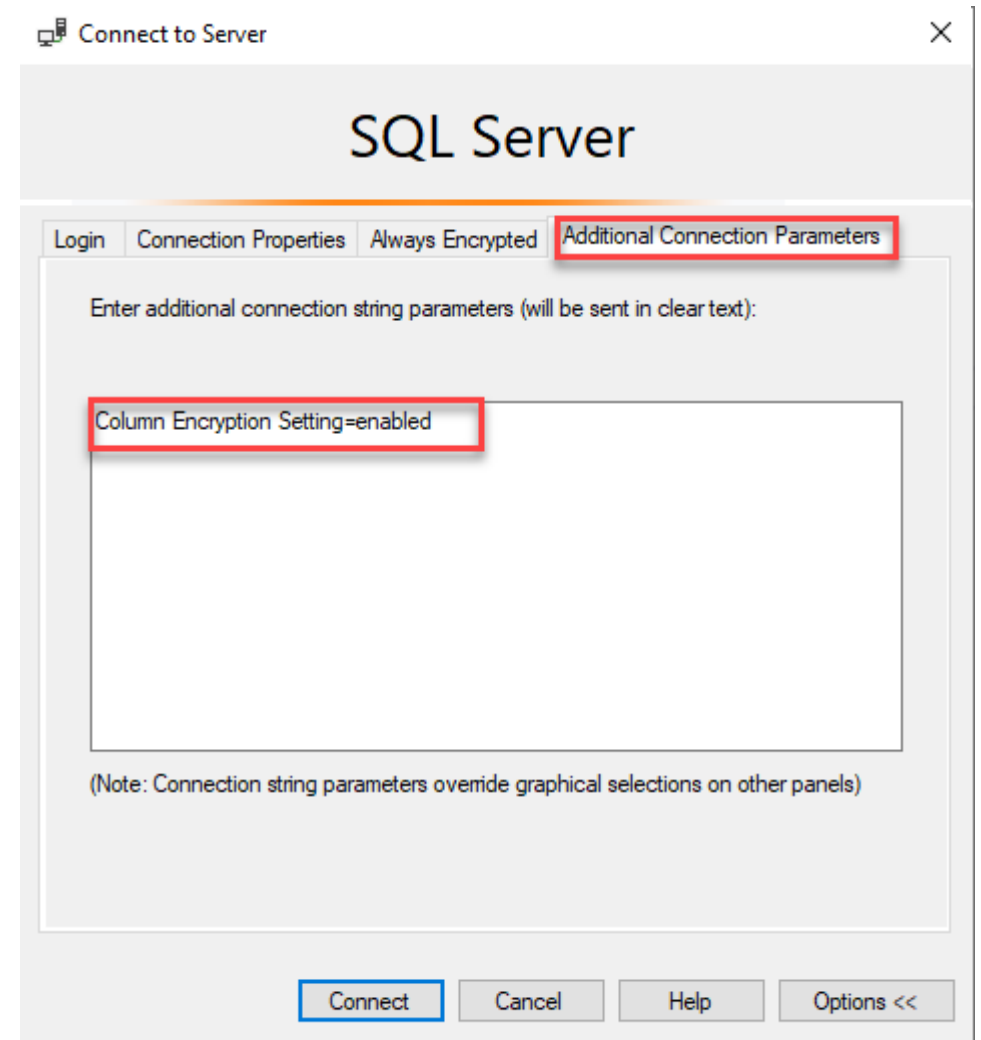 Connect to Server
SQL Server
Login Connection Properties Always Encrypted Additional Connection Parameters
Enter additional connection string parameters (will be sent in clear text):
Column Encryption Setting=enabled
(Note: Connection string parameters override graphical selections on other panels)
Connect Cancel Help Options <<